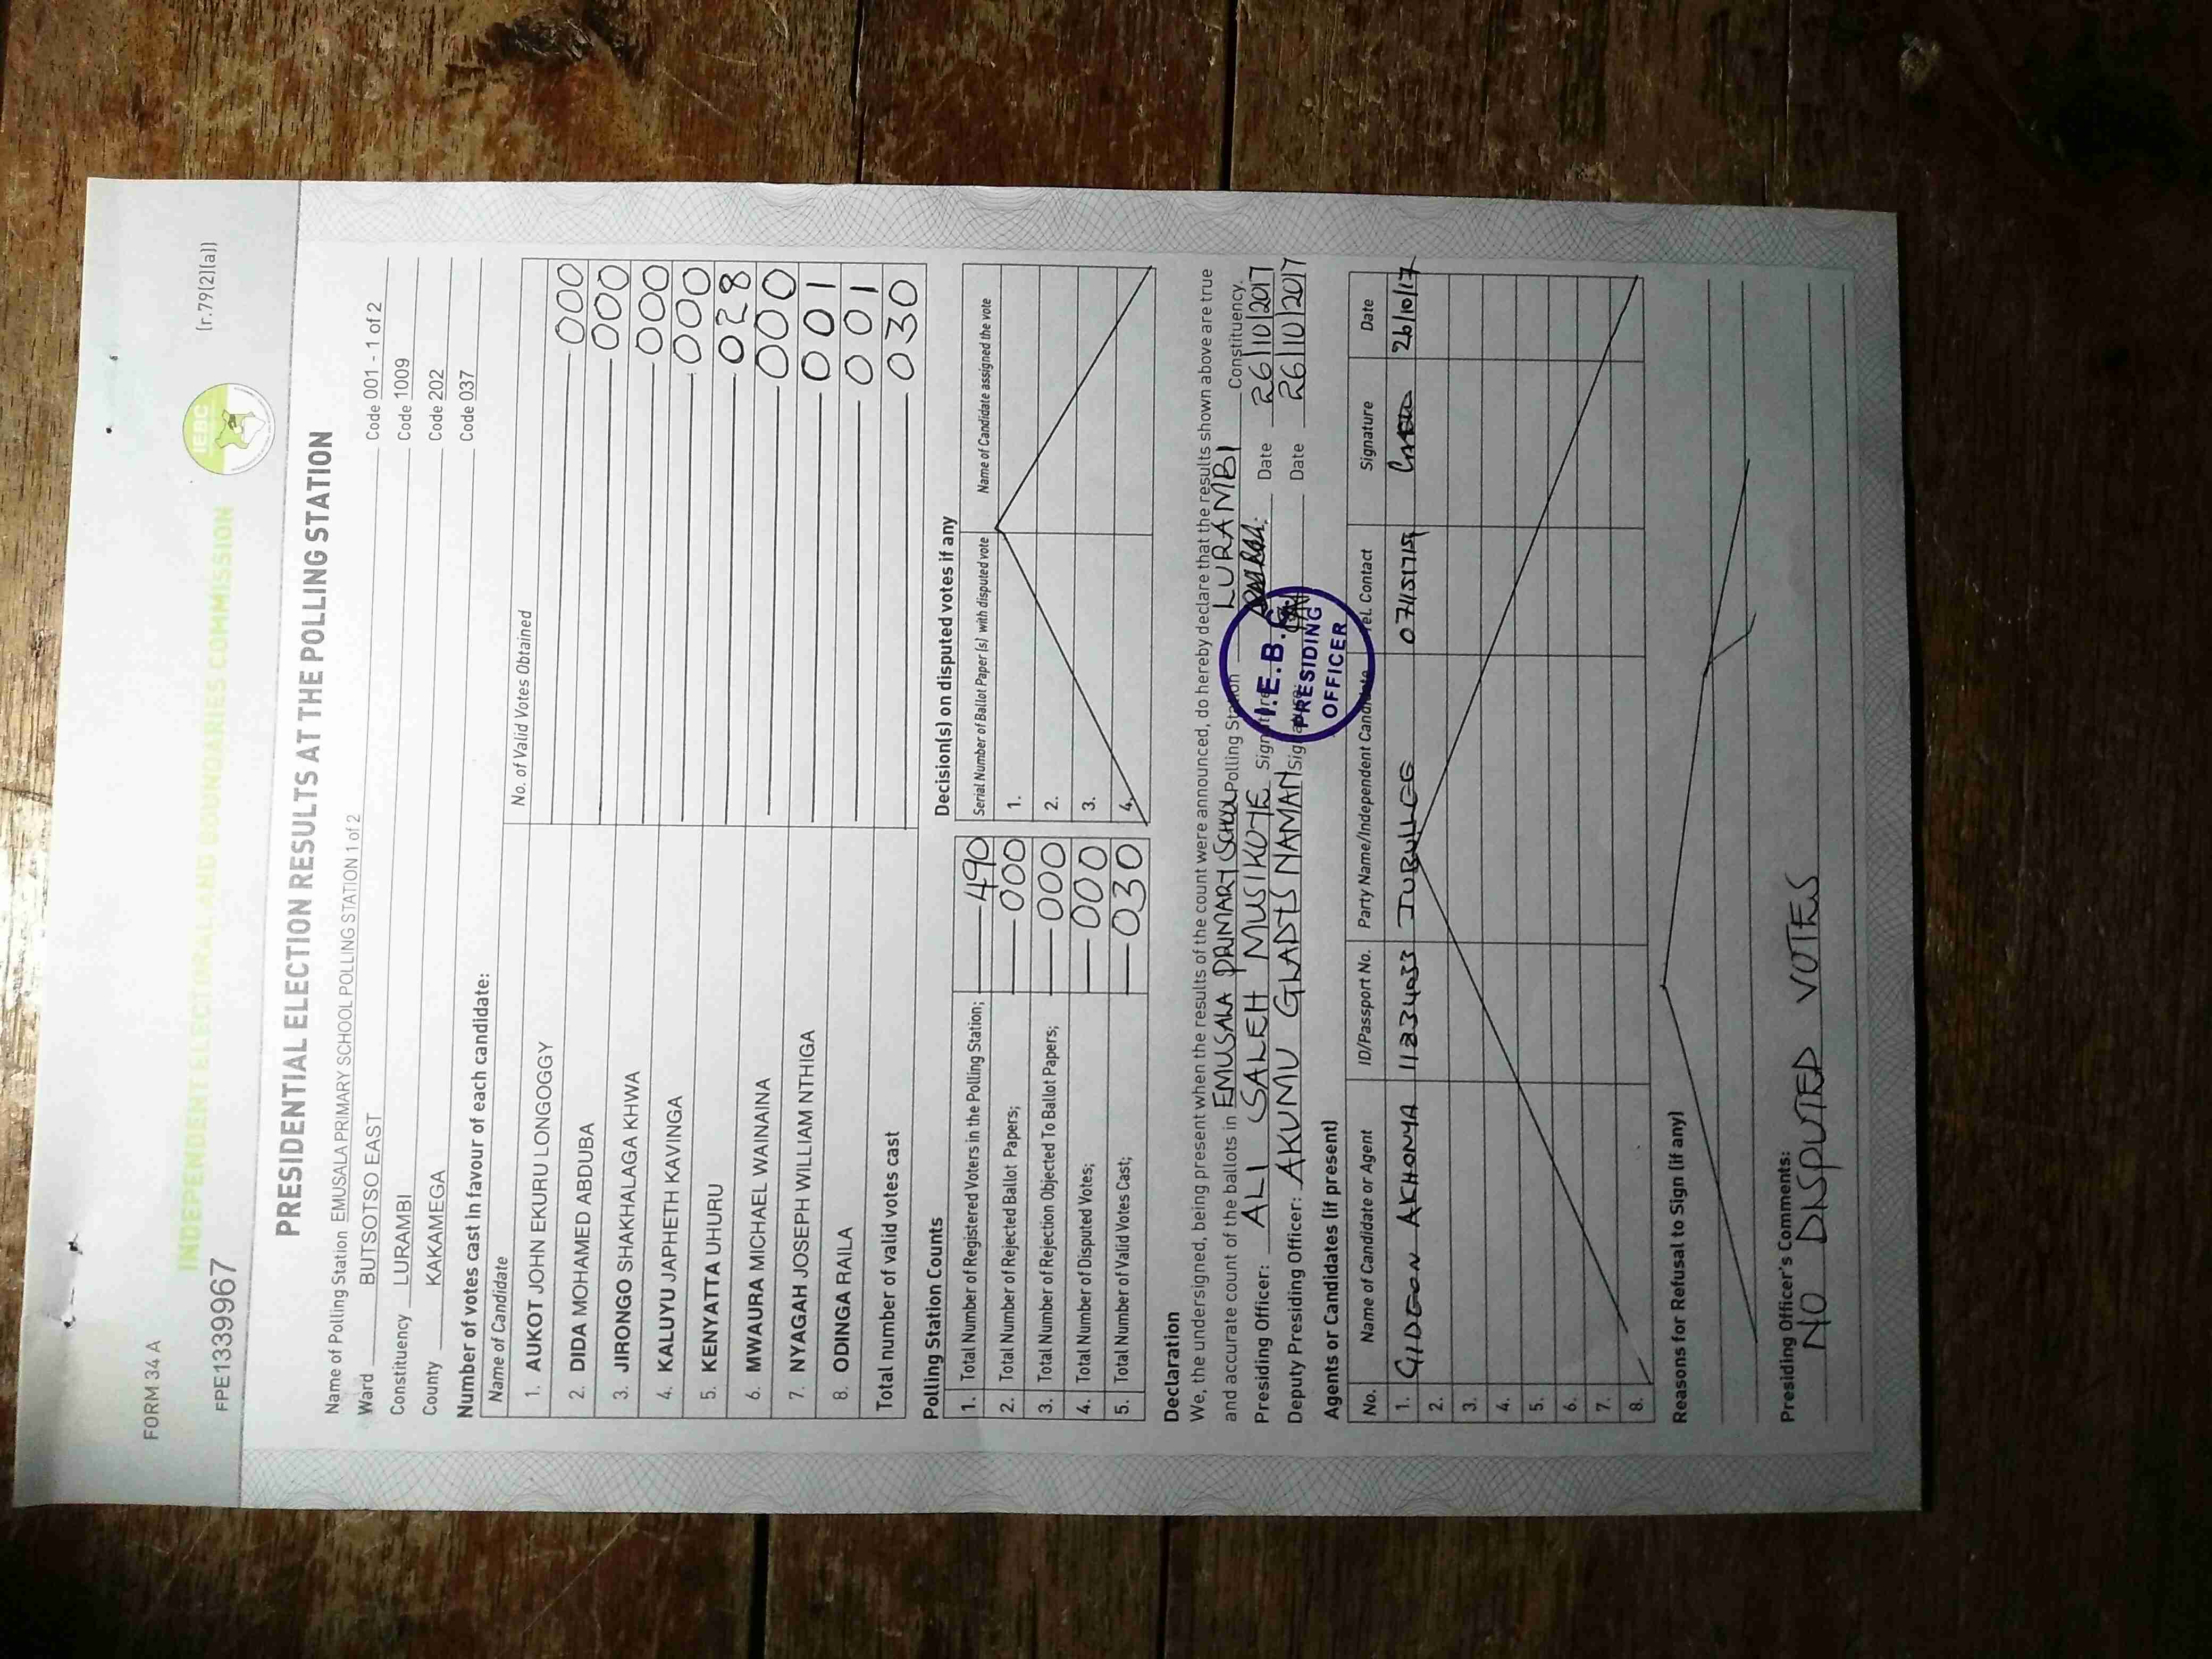 FORM 34 A
(r.79(2)(a))
INDEPENDENT ELECTORAL AND BOUNDARIES COMMISSION
IEBC
FPE1339967
PRESIDENTIAL ELECTION RESULTS AT THE POLLING STATION
Name of Polling Station EMUSALA PRIMARY SCHOOL POLLING STATION 1 of 2 Code 001 - 1 of 2
Ward BUTSOTSO EAST Code 1009
Constituency LURAMBI Code 202
County KAKAMEGA Code 037
Number of votes cast in favour of each candidate:
Name of Candidate No. of Valid Votes Obtained
1. AUKOT JOHN EKURU LONGOGGY 000
2. DIDA MOHAMED ABDUBA 000
3. JIRONGO SHAKHALAGA KHWA 000
4. KALUYU JAPHETH KAVINGA 000
5. KENYATTA UHURU 028
6. MWAURA MICHAEL WAINAINA 000
7. NYAGAH JOSEPH WILLIAM NTHIGA 001
8. ODINGA RAILA 001
Total number of valid votes cast 030
Polling Station Counts
1. Total Number of Registered Voters in the Polling Station; 490
2. Total Number of Rejected Ballot Papers; 000
3. Total Number of Rejection Objected To Ballot Papers; 000
4. Total Number of Disputed Votes; 000
5. Total Number of Valid Votes Cast; 030
Decision(s) on disputed votes if any
Serial Number of Ballot Paper(s) with disputed vote Name of Candidate assigned the vote
1.
2.
3.
4.
Declaration
We, the undersigned, being present when the results of the count were announced, do hereby declare that the results shown above are true
and accurate count of the ballots in EMUSALA PRIMARY SCHOOL Polling Station LURAMBI Constituency.
Presiding Officer: ALI SALEH MUSIKOYE Signature: Date 26/10/2017
Deputy Presiding Officer: AKUMU GLADYS NAMAN Signature: Date 26/10/2017
I.E.B.C
PRESIDING
OFFICER
Agents or Candidates (if present)
No. Name of Candidate or Agent ID/Passport No. Party Name/Independent Candidate Tel. Contact Signature Date
1. GIDEON AKHONYA 11234033 JUBILEE 26/10/17
2.
3.
4.
5.
6.
7.
8.
Reasons for Refusal to Sign (if any)
Presiding Officer's Comments:
NO DISPUTED VOTES